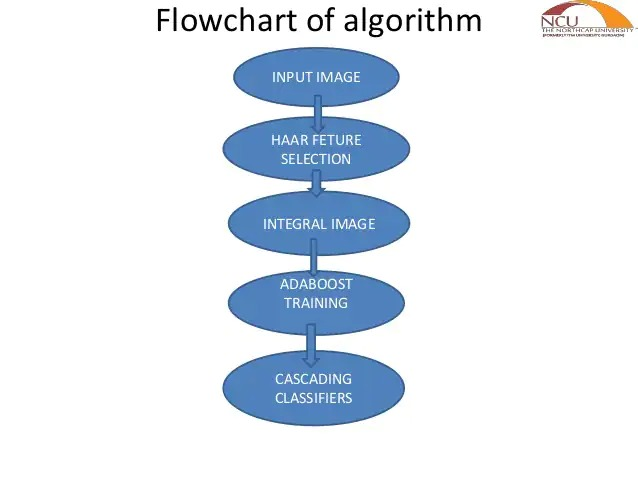 Flowchart of algorithm
NCU
THE NORTHCAP UNIVERSITY
INPUT IMAGE
HAAR FETURE
SELECTION
INTEGRAL IMAGE
ADABOOST
TRAINING
CASCADING
CLASSIFIERS